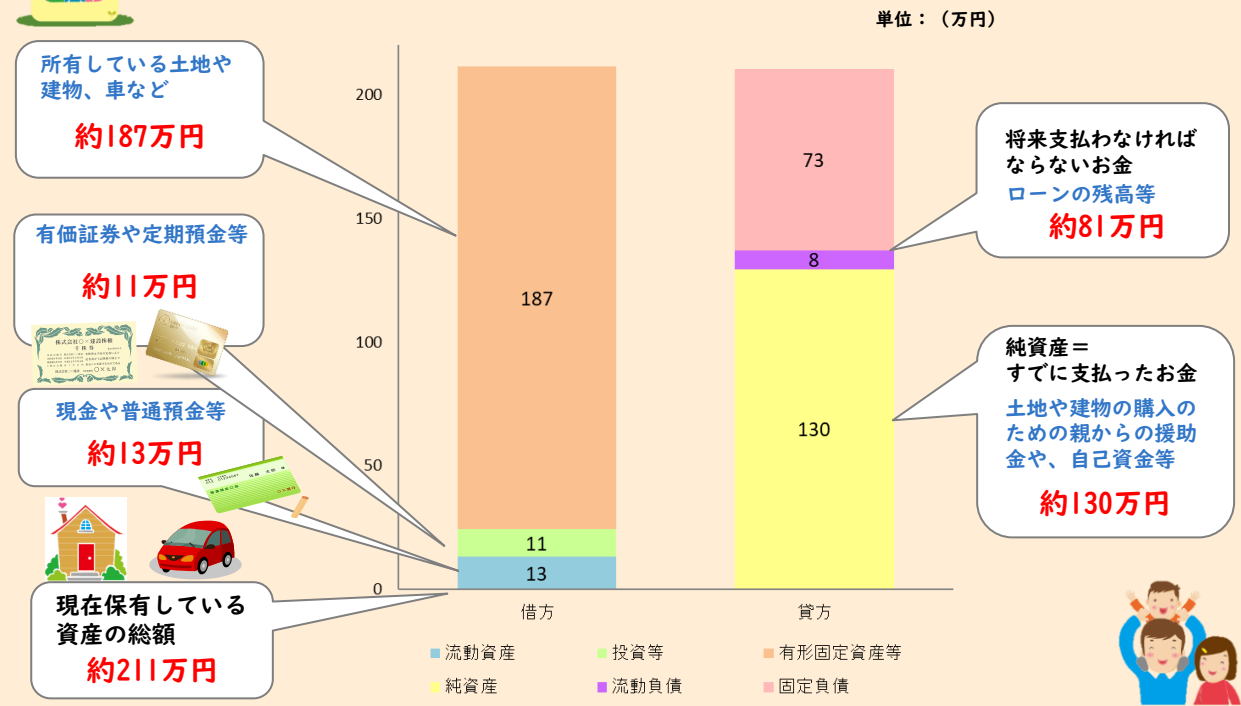 単位：（万円）
所有している土地や
建物、車など
約187万円
有価証券や定期預金等
約11万円
株式会社〇×建設株種
現金や普通預金等
約13万円
現在保有している
資産の総額
約211万円
200
150
100
50
0
187
11
13
73
8
130
借方
貸方
流動資産
投資等
有形固定資産等
純資産
流動負債
固定負債
将来支払わなければ
ならないお金
ローンの残高等
約81万円
純資産＝
すでに支払ったお金
土地や建物の購入の
ための親からの援助
金や、自己資金等
約130万円